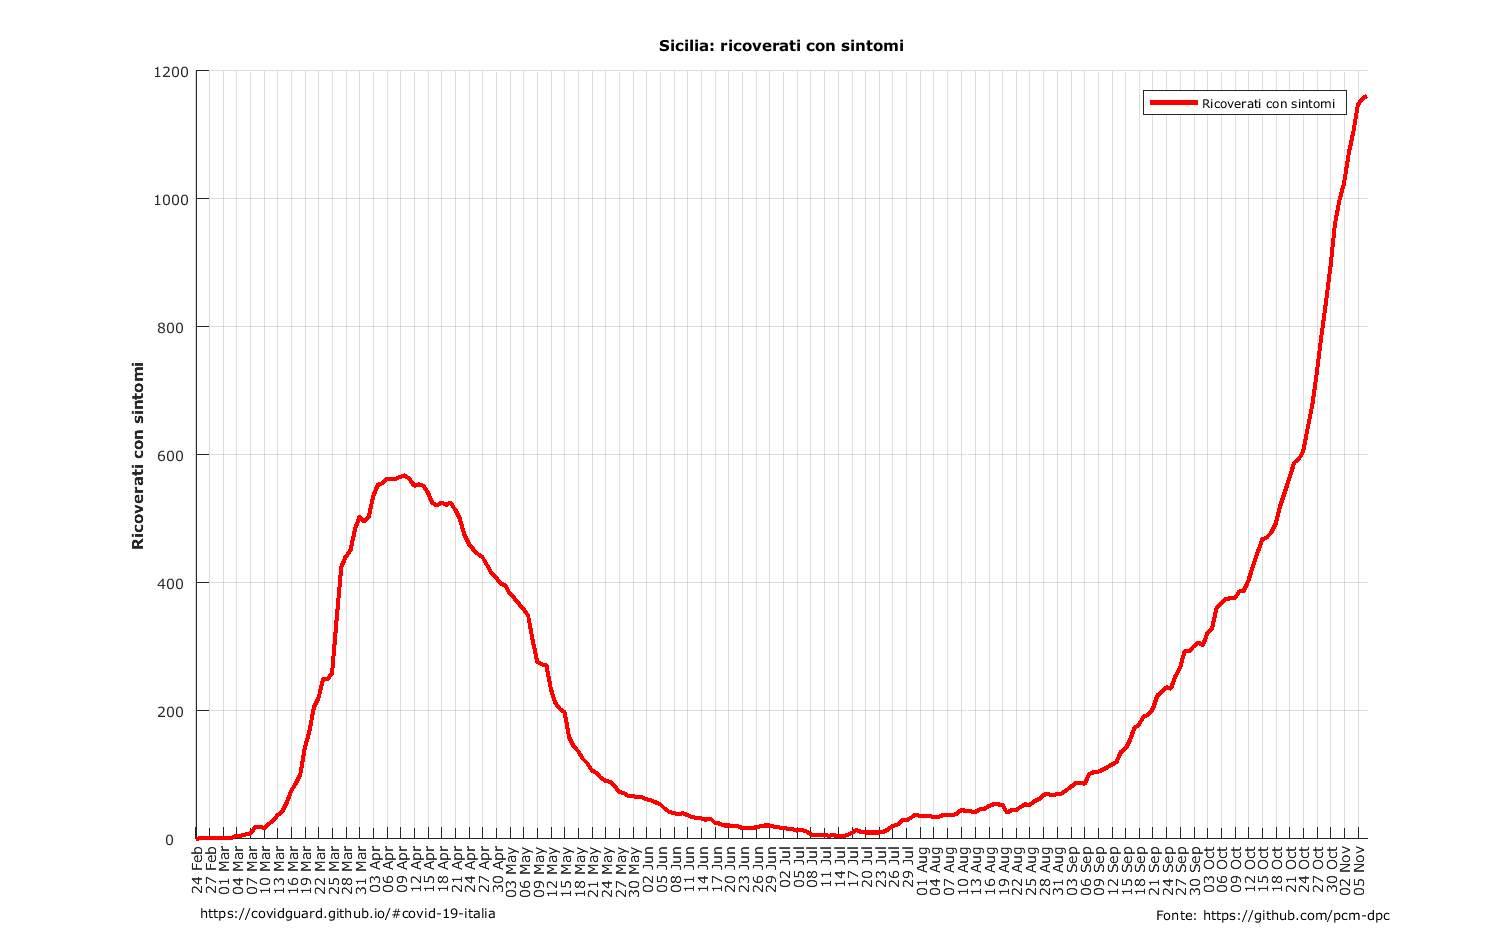 Sicilia: ricoverati con sintomi
1200
1000
800
600
400
200
0
Ricoverati con sintomi
Ricoverati con sintomi
24 Feb
27 Feb
01 Mar
04 Mar
07 Mar
10 Mar
13 Mar
16 Mar
19 Mar
22 Mar
25 Mar
28 Mar
31 Mar
03 Apr
06 Apr
09 Apr
12 Apr
15 Apr
18 Apr
21 Apr
24 Apr
27 Apr
30 Apr
03 May
06 May
09 May
12 May
15 May
18 May
21 May
24 May
27 May
30 May
02 Jun
05 Jun
08 Jun
11 Jun
14 Jun
17 Jun
20 Jun
23 Jun
26 Jun
29 Jun
02 Jul
05 Jul
08 Jul
11 Jul
14 Jul
17 Jul
20 Jul
23 Jul
26 Jul
29 Jul
01 Aug
04 Aug
07 Aug
10 Aug
13 Aug
16 Aug
19 Aug
22 Aug
25 Aug
28 Aug
31 Aug
03 Sep
06 Sep
09 Sep
12 Sep
15 Sep
18 Sep
21 Sep
24 Sep
27 Sep
30 Sep
03 Oct
06 Oct
09 Oct
12 Oct
15 Oct
18 Oct
21 Oct
24 Oct
27 Oct
30 Oct
02 Nov
05 Nov
https://covidguard.github.io/#covid-19-italia
Fonte: https://github.com/pcm-dpc